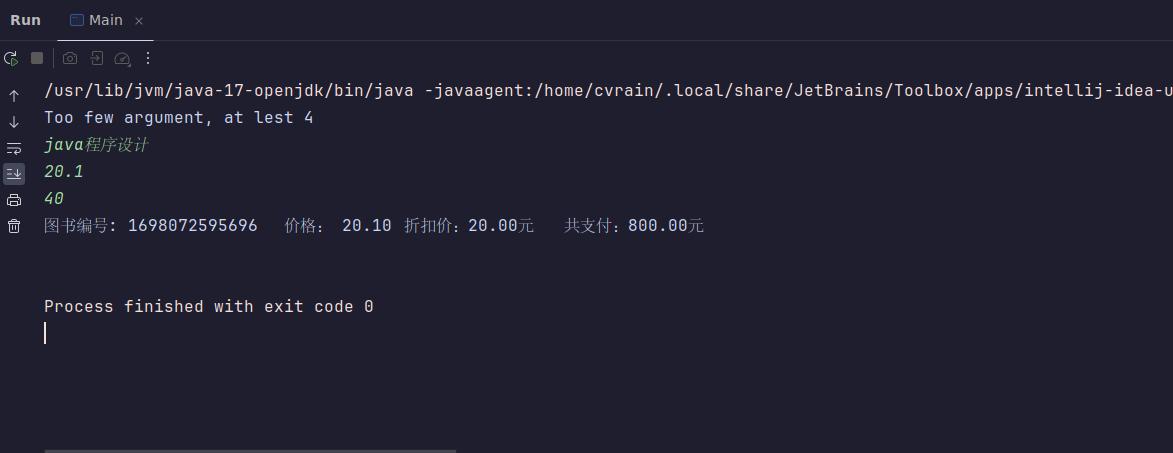 Run Main
/usr/lib/jvm/java-17-openjdk/bin/java -javaagent:/home/cvrain/.local/share/JetBrains/Toolbox/apps/intellij-idea-u
Too few argument, at lest 4
java程序设计
20.1
40
图书编号: 1698072595696 价格: 20.10 折扣价:20.00元 共支付:800.00元
Process finished with exit code 0